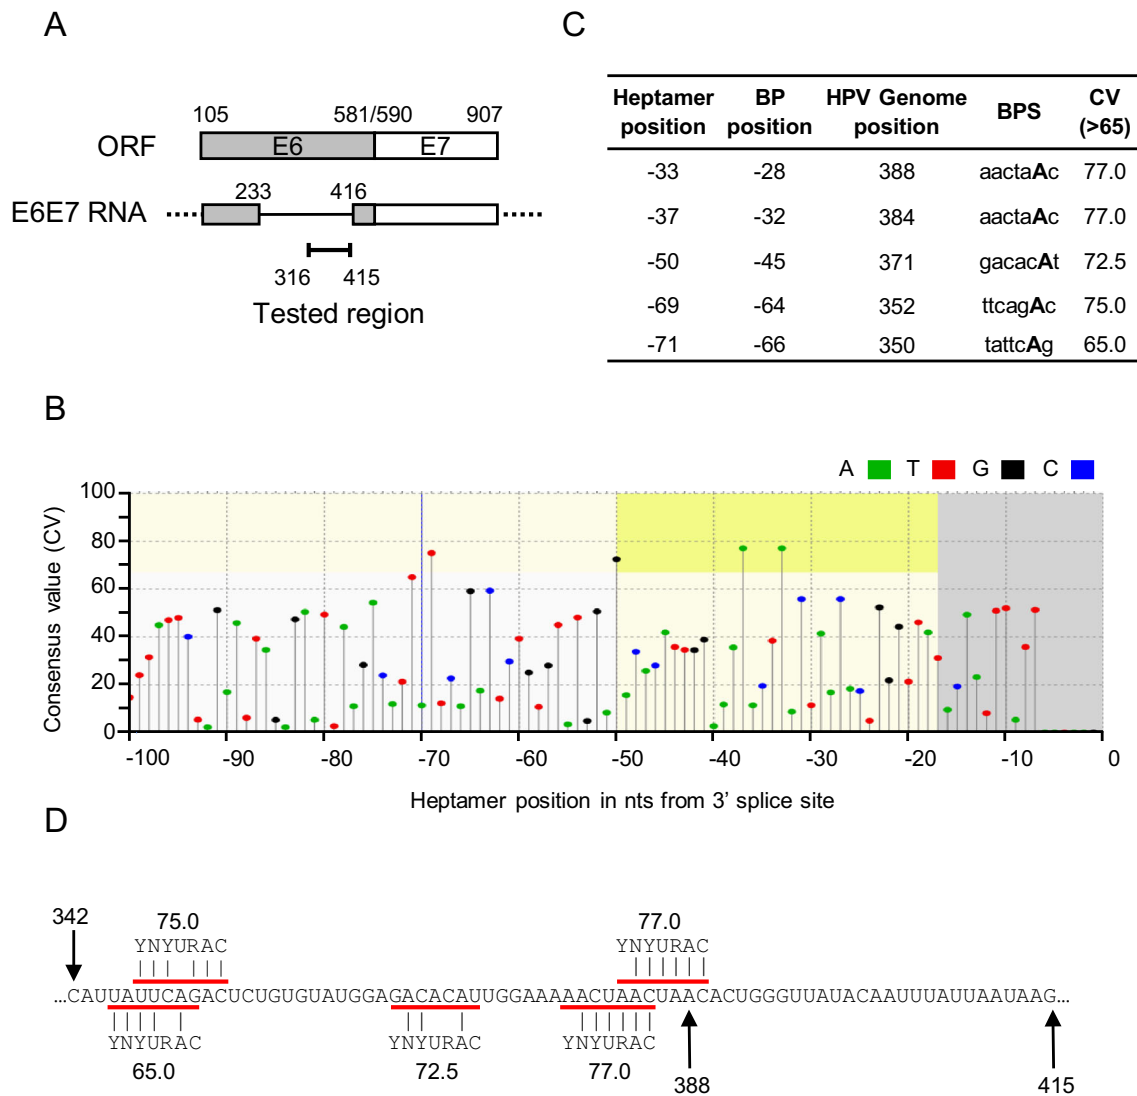 A
105 581/590 907
ORF E6 E7
233 416
E6E7 RNA
316 415
Tested region
C
Heptamer position BP position HPV Genome position BPS CV (>65)
-33 -28 388 aactaAc 77.0
-37 -32 384 aactaAc 77.0
-50 -45 371 gacacAt 72.5
-69 -64 352 ttcagAc 75.0
-71 -66 350 tattcAg 65.0
B
A T G C
Consensus value (CV)
100
80
60
40
20
0
-100 -90 -80 -70 -60 -50 -40 -30 -20 -10 0
Heptamer position in nts from 3' splice site
D
342 75.0 77.0
YNYURAC YNYURAC
...CAUUAUUCAGACUCUGUGUAUGGAGACACAUUGGAAAAACUAACUAACACUGGGUUAUACAAUUUAUUAAUAAG...
YNYURAC YNYURAC YNYURAC
65.0 72.5 77.0 388 415